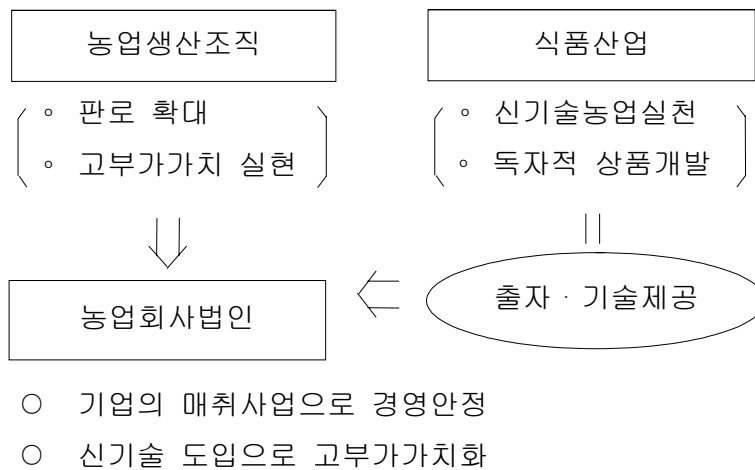 농업생산조직
식품산업
◦ 판로 확대
◦ 고부가가치 실현
◦ 신기술농업실천
◦ 독자적 상품개발
농업회사법인
출자 · 기술제공
○ 기업의 매취사업으로 경영안정
○ 신기술 도입으로 고부가가치화